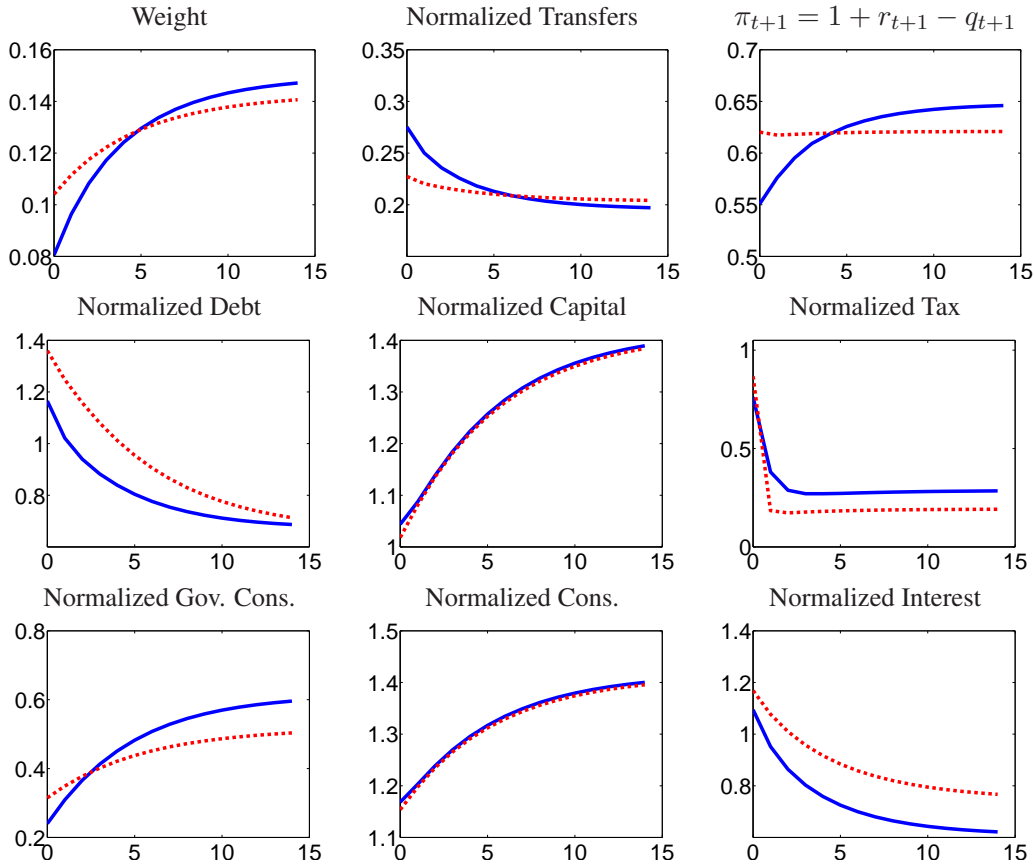 Weight
Normalized Transfers
π_{t+1} = 1 + r_{t+1} − q_{t+1}
0.16
0.14
0.12
0.1
0.08
0 5 10 15
0.35
0.3
0.25
0.2
0 5 10 15
0.7
0.65
0.6
0.55
0.5
0 5 10 15
Normalized Debt
Normalized Capital
Normalized Tax
1.4
1.2
1
0.8
0 5 10 15
1.4
1.3
1.2
1.1
1
0 5 10 15
1
0.5
0
0 5 10 15
Normalized Gov. Cons.
Normalized Cons.
Normalized Interest
0.8
0.6
0.4
0.2
0 5 10 15
1.5
1.4
1.3
1.2
1.1
0 5 10 15
1.4
1.2
1
0.8
0 5 10 15